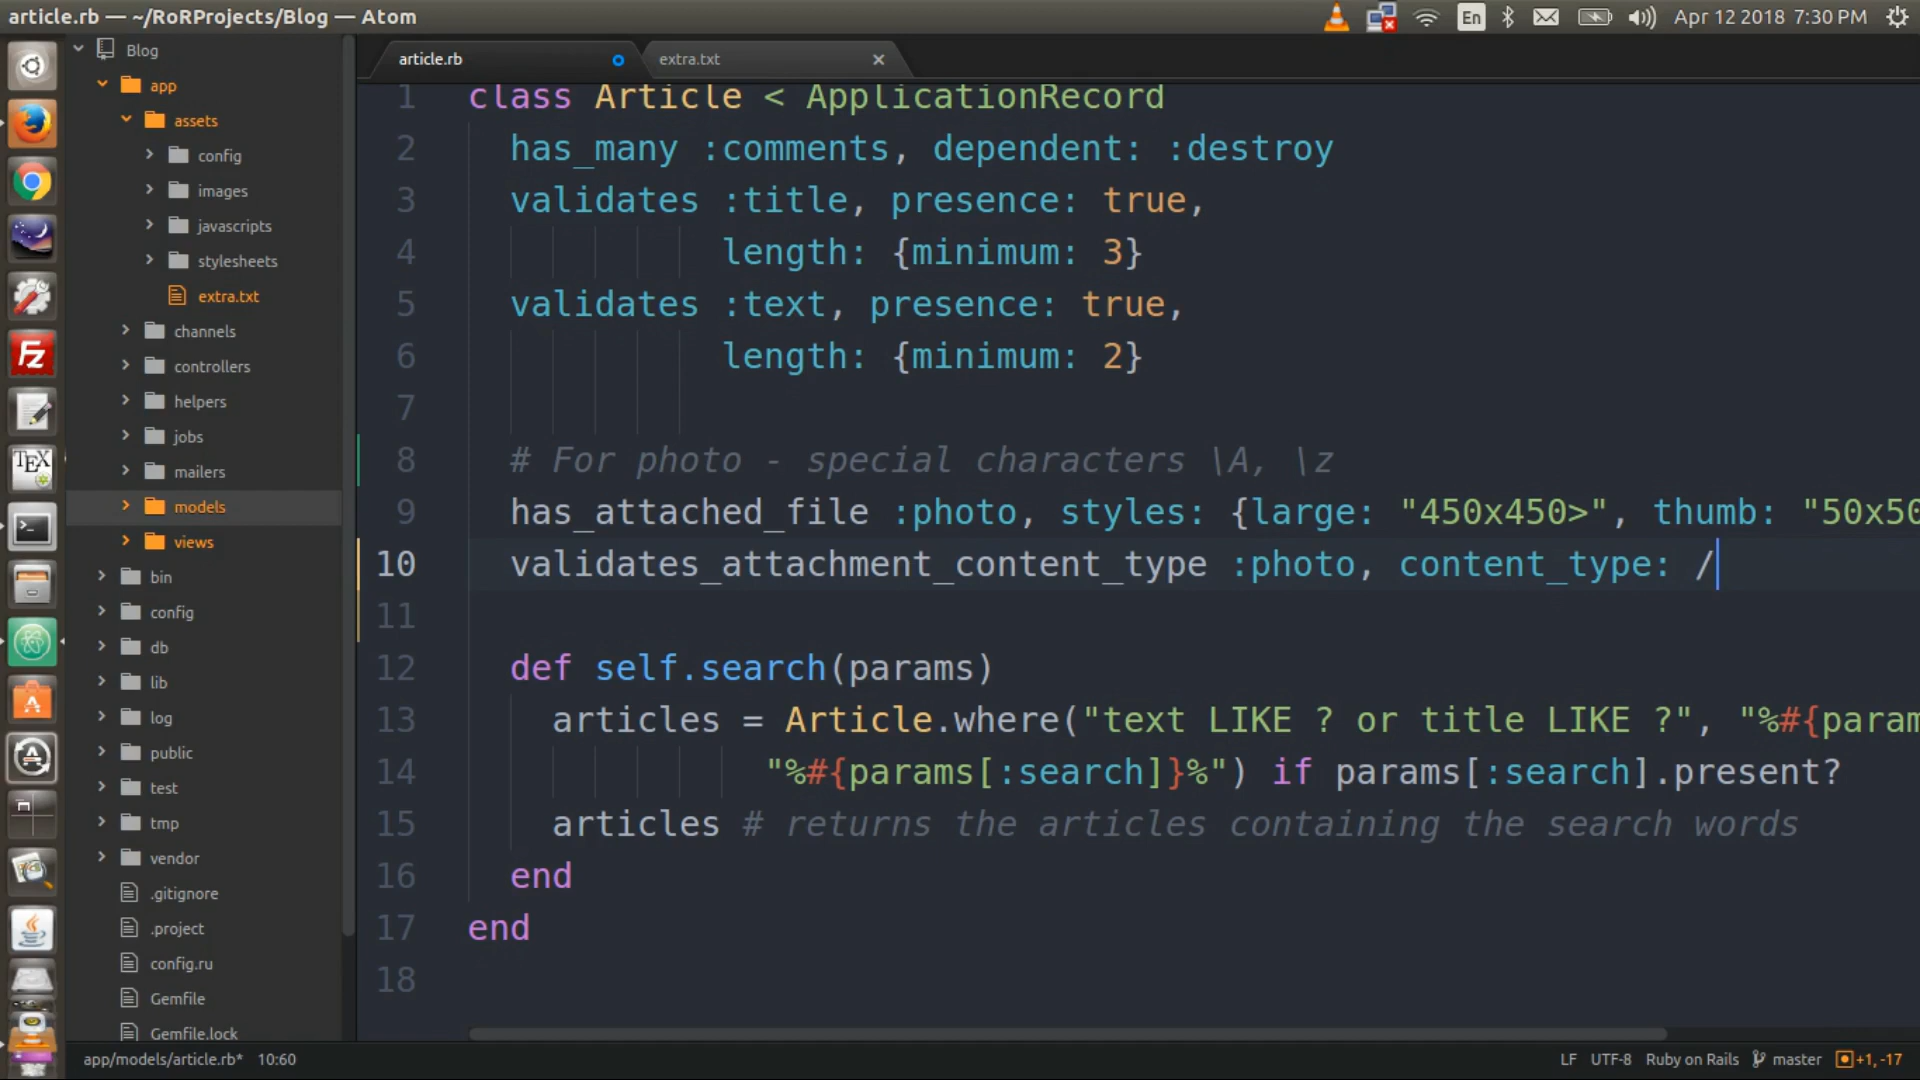 article.rb — ~/RoRProjects/Blog — Atom
En
Apr 12 2018 7:30 PM
Blog
app
assets
config
images
javascripts
stylesheets
extra.txt
channels
controllers
helpers
jobs
mailers
models
views
bin
config
db
lib
log
public
test
tmp
vendor
.gitignore
.project
config.ru
Gemfile
Gemfile.lock
Fz
TEX
article.rb
extra.txt
1 class Article < ApplicationRecord
2 has_many :comments, dependent: :destroy
3 validates :title, presence: true,
4 length: {minimum: 3}
5 validates :text, presence: true,
6 length: {minimum: 2}
7
8 # For photo - special characters \A, \z
9 has_attached_file :photo, styles: {large: "450x450>", thumb: "50x50
10 validates_attachment_content_type :photo, content_type: /
11
12 def self.search(params)
13 articles = Article.where("text LIKE ? or title LIKE ?", "%#{param
14 "%#{params[:search]}%") if params[:search].present?
15 articles # returns the articles containing the search words
16 end
17 end
18
app/models/article.rb* 10:60
LF UTF-8 Ruby on Rails master +1, -17